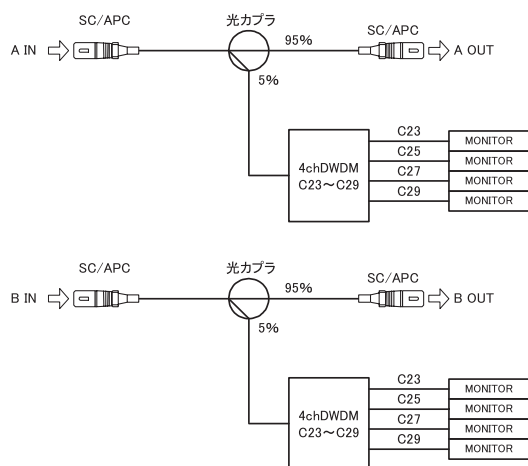 SC/APC
光カプラ
SC/APC
A IN
95%
A OUT
5%
4chDWDM
C23～C29
C23
MONITOR
C25
MONITOR
C27
MONITOR
C29
MONITOR
SC/APC
光カプラ
SC/APC
B IN
95%
B OUT
5%
4chDWDM
C23～C29
C23
MONITOR
C25
MONITOR
C27
MONITOR
C29
MONITOR